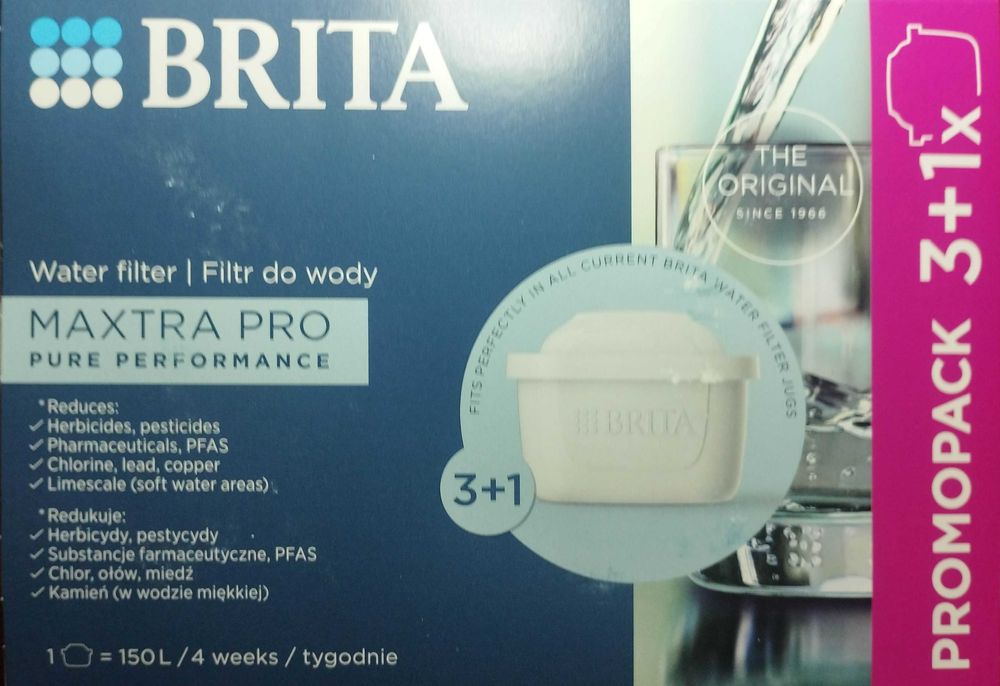 BRITA
THE
ORIGINAL
SINCE 1966
Water filter | Filtr do wody
MAXTRA PRO
PURE PERFORMANCE
*Reduces:
✓ Herbicides, pesticides
✓ Pharmaceuticals, PFAS
✓ Chlorine, lead, copper
✓ Limescale (soft water areas)
*Redukuje:
✓ Herbicydy, pestycydy
✓ Substancje farmaceutyczne, PFAS
✓ Chlor, ołów, miedź
✓ Kamień (w wodzie miękkiej)
1 = 150L / 4 weeks / tygodnie
FITS PERFECTLY IN ALL CURRENT BRITA WATER FILTER JUGS
BRITA
3+1
PROMOPACK 3+1x